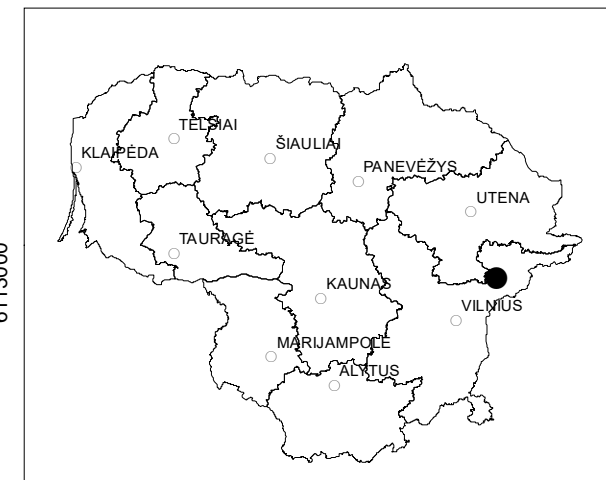 TELŠIAI
KLAIPĖDA
ŠIAULIAI
PANEVĖŽYS
UTENA
TAURAGĖ
KAUNAS
VILNIUS
MARIJAMPOLĖ
ALYTUS